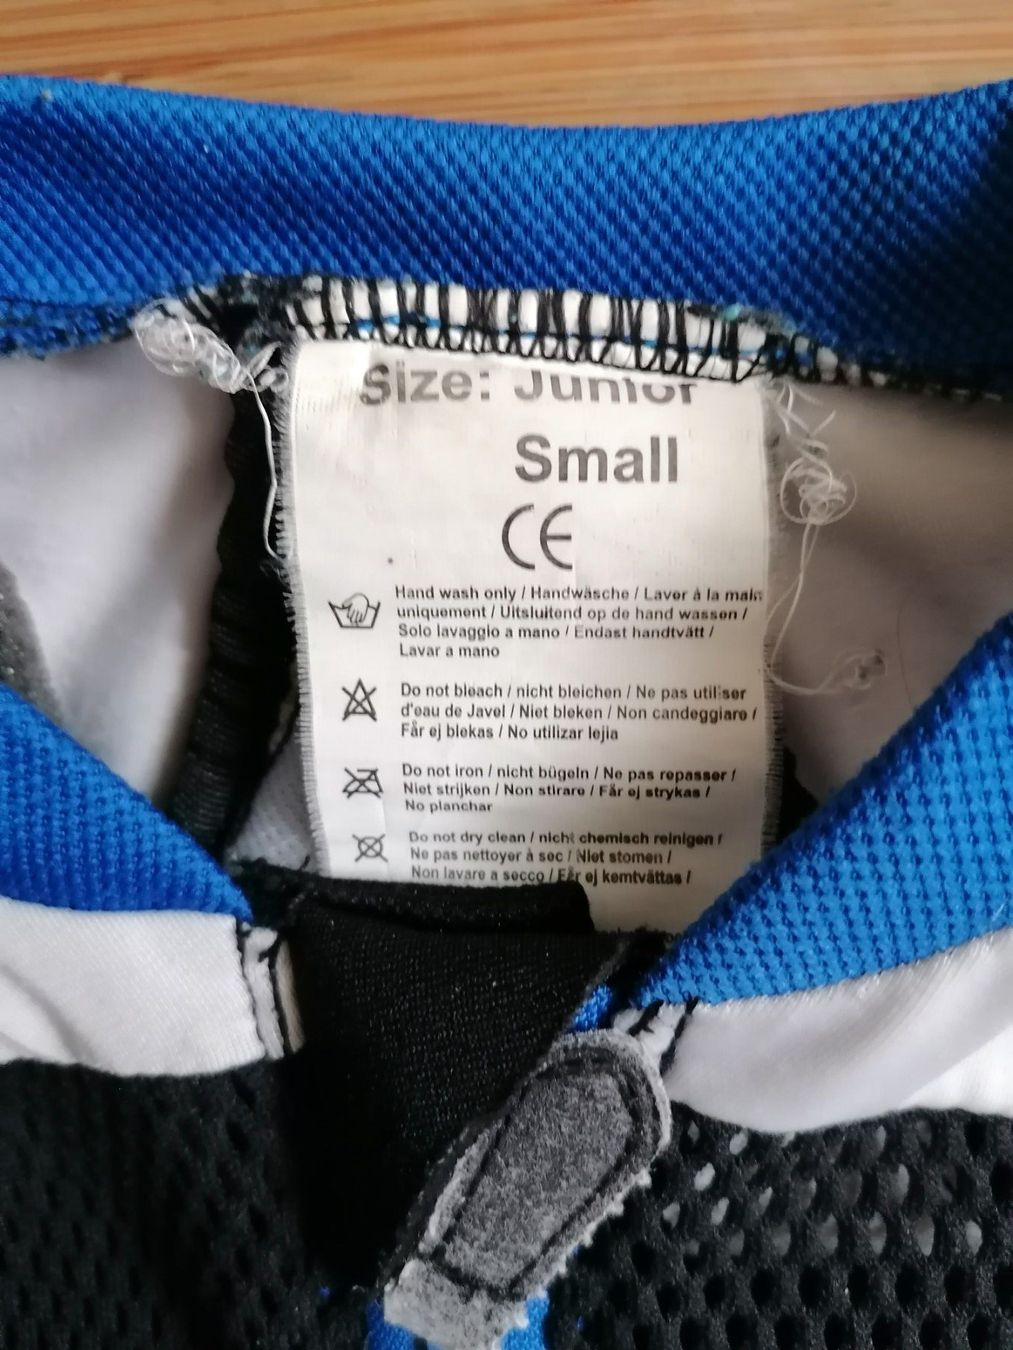 Size: Junior
Small
CE
Hand wash only / Handwäsche / Laver à la main
uniquement / Uitsluitend op de hand wassen /
Solo lavaggio a mano / Endast handtvätt /
Lavar a mano
Do not bleach / nicht bleichen / Ne pas utiliser
d'eau de Javel / Niet bleken / Non candeggiare /
Får ej blekas / No utilizar lejia
Do not iron / nicht bügeln / Ne pas repasser /
Niet strijken / Non stirare / Får ej strykas /
No planchar
Do not dry clean / nicht chemisch reinigen /
Ne pas nettoyer à sec / Niet stomen /
Non lavare a secco / Får ej kemtvättas /